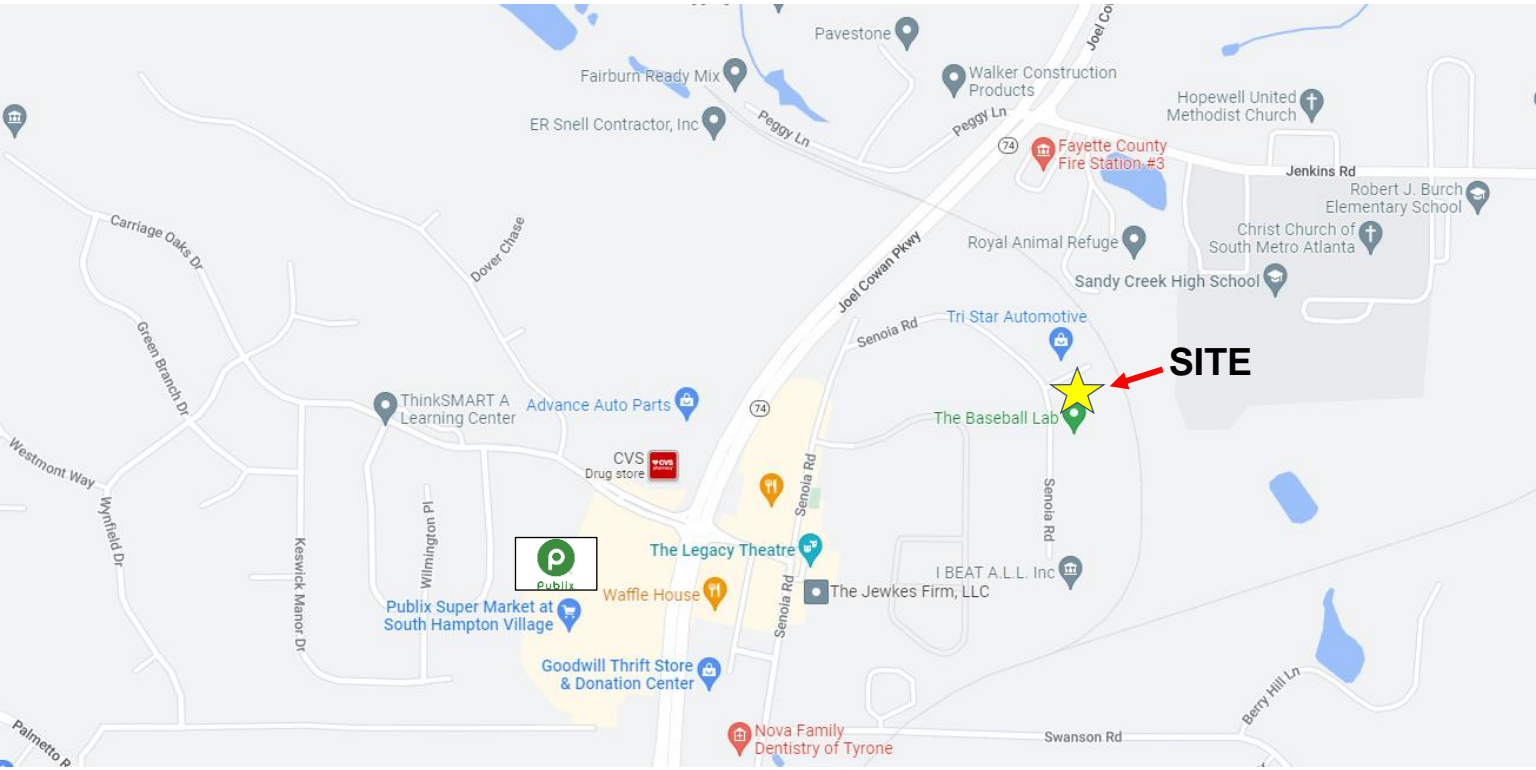 Pavestone
Joel Co
Fairburn Ready Mix
Walker Construction
Products
Hopewell United
Methodist Church
ER Snell Contractor, Inc
Peggy Ln
Peggy Ln
74
Fayette County
Fire Station #3
Jenkins Rd
Robert J. Burch
Elementary School
Carriage Oaks Dr
Dover Chase
Royal Animal Refuge
Christ Church of
South Metro Atlanta
Joel Cowan Pkwy
Sandy Creek High School
Senoia Rd
Tri Star Automotive
Green Branch Dr
SITE
ThinkSMART A
Learning Center
Advance Auto Parts
74
The Baseball Lab
Westmont Way
CVS
Drug store
CVS
pharmacy
Senoia Rd
Senoia Rd
Wynfield Dr
Keswick Manor Dr
Wilmington Pl
Publix
The Legacy Theatre
I BEAT A.L.L. Inc
Waffle House
The Jewkes Firm, LLC
Publix Super Market at
South Hampton Village
Senoia Rd
Goodwill Thrift Store
& Donation Center
Berry Hill Ln
Palmetto R
Nova Family
Dentistry of Tyrone
Swanson Rd